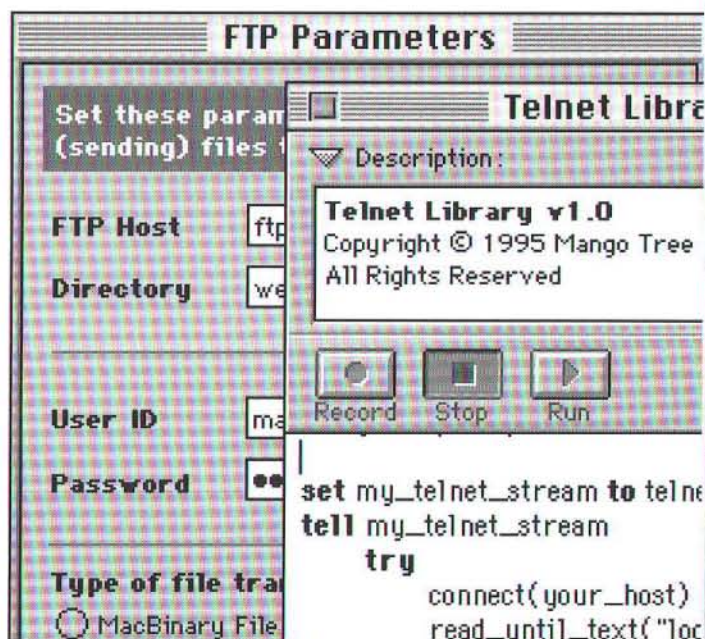 FTP Parameters
Set these param
(sending) files
FTP Host
ftp
Directory
we
User ID
ma
Password
Type of file tra
MacBinary File
Telnet Libra
Description:
Telnet Library v1.0
Copyright © 1995 Mango Tree
All Rights Reserved
Record Stop Run
set my_telnet_stream to telne
tell my_telnet_stream
try
connect(your_host)
read_until_text("loc